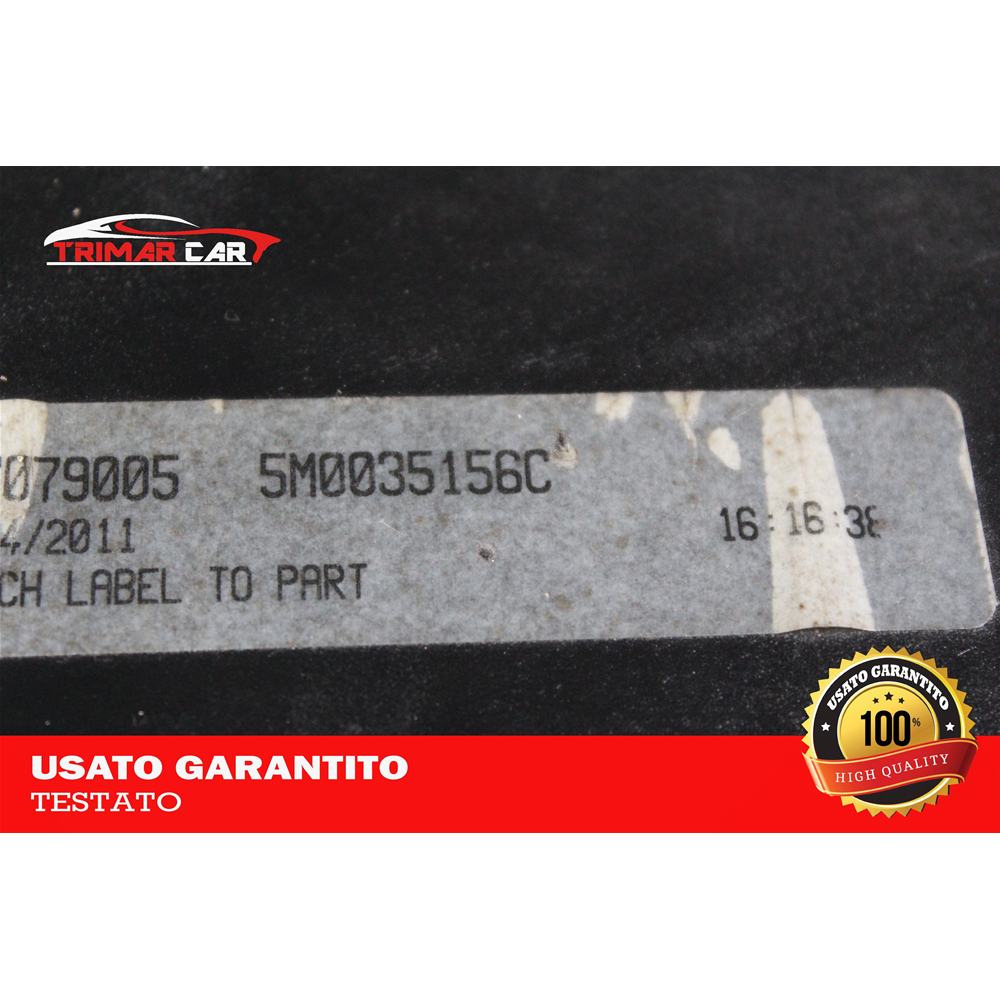 TRIMAR CAR
079005 5M0035156C
4/2011
16:16:38
CH LABEL TO PART
USATO GARANTITO
100%
HIGH QUALITY
USATO GARANTITO
TESTATO